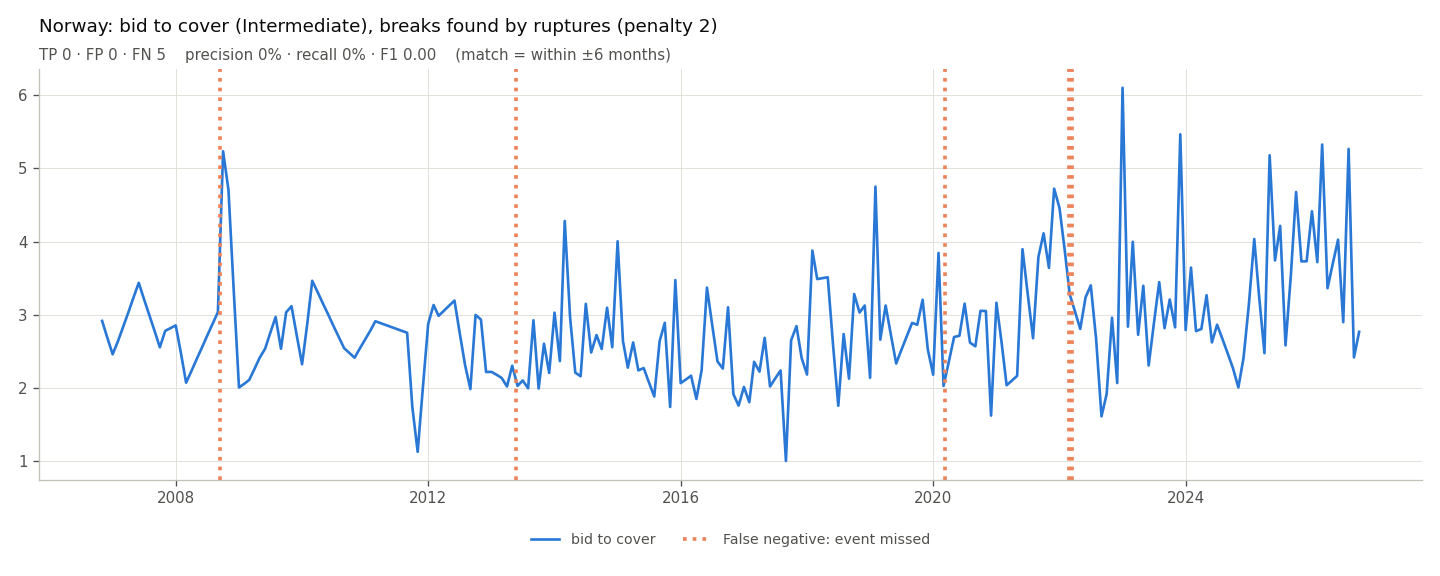 Norway: bid to cover (Intermediate), breaks found by ruptures (penalty 2)
TP 0 · FP 0 · FN 5    precision 0% · recall 0% · F1 0.00    (match = within ±6 months)
6
5
4
3
2
1
2008 2012 2016 2020 2024
bid to cover    False negative: event missed